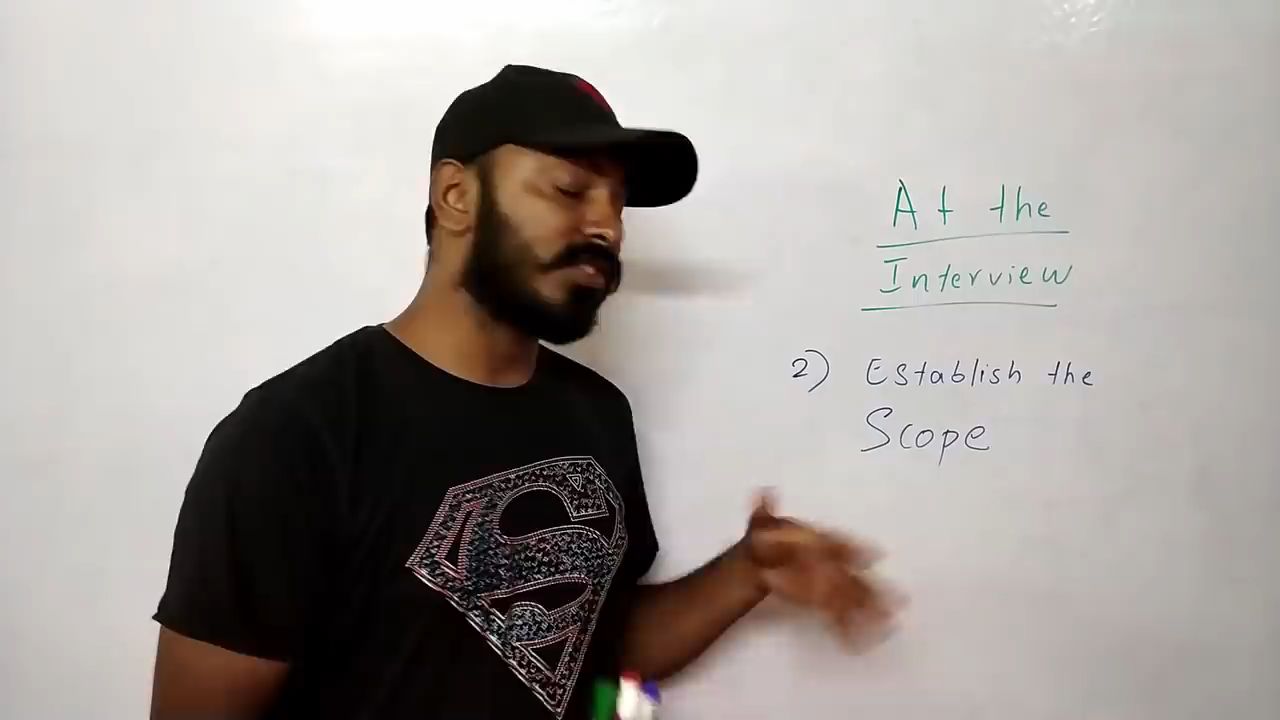 At the
Interview
2) Establish the
Scope